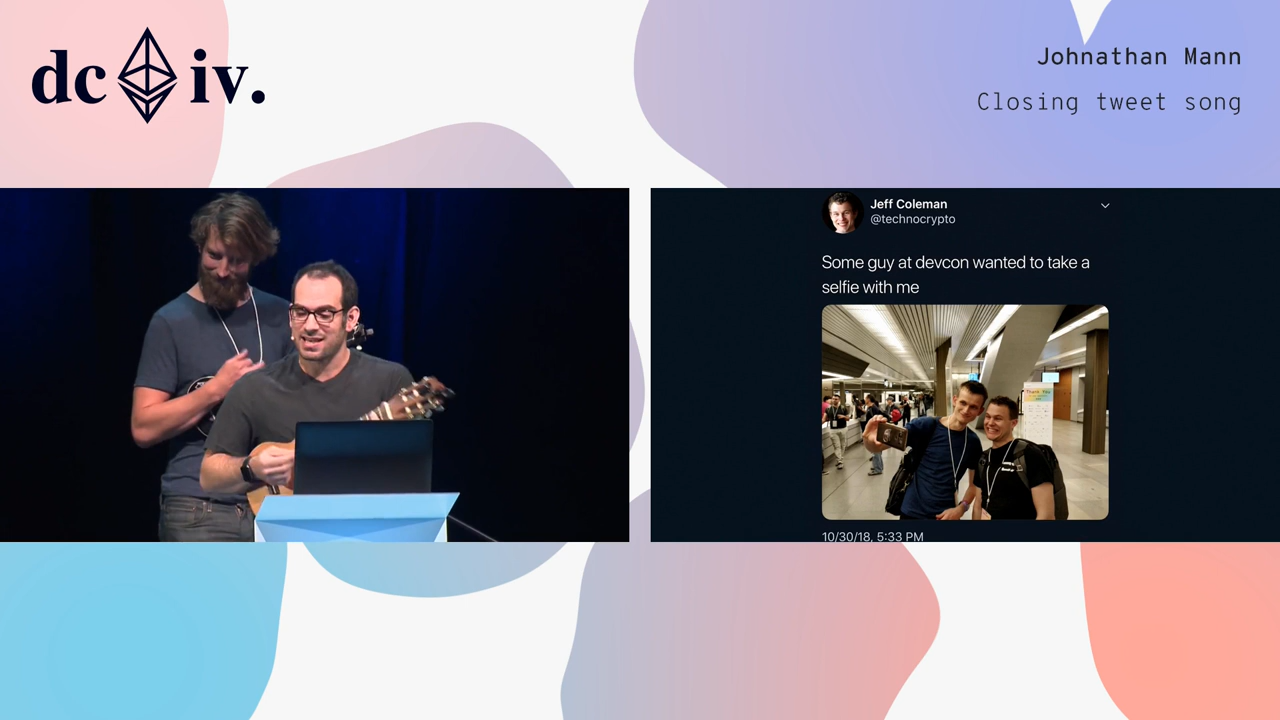 dc iv.
Johnathan Mann
Closing tweet song
Jeff Coleman
@technocrypto
Some guy at devcon wanted to take a
selfie with me
10/30/18, 5:33 PM